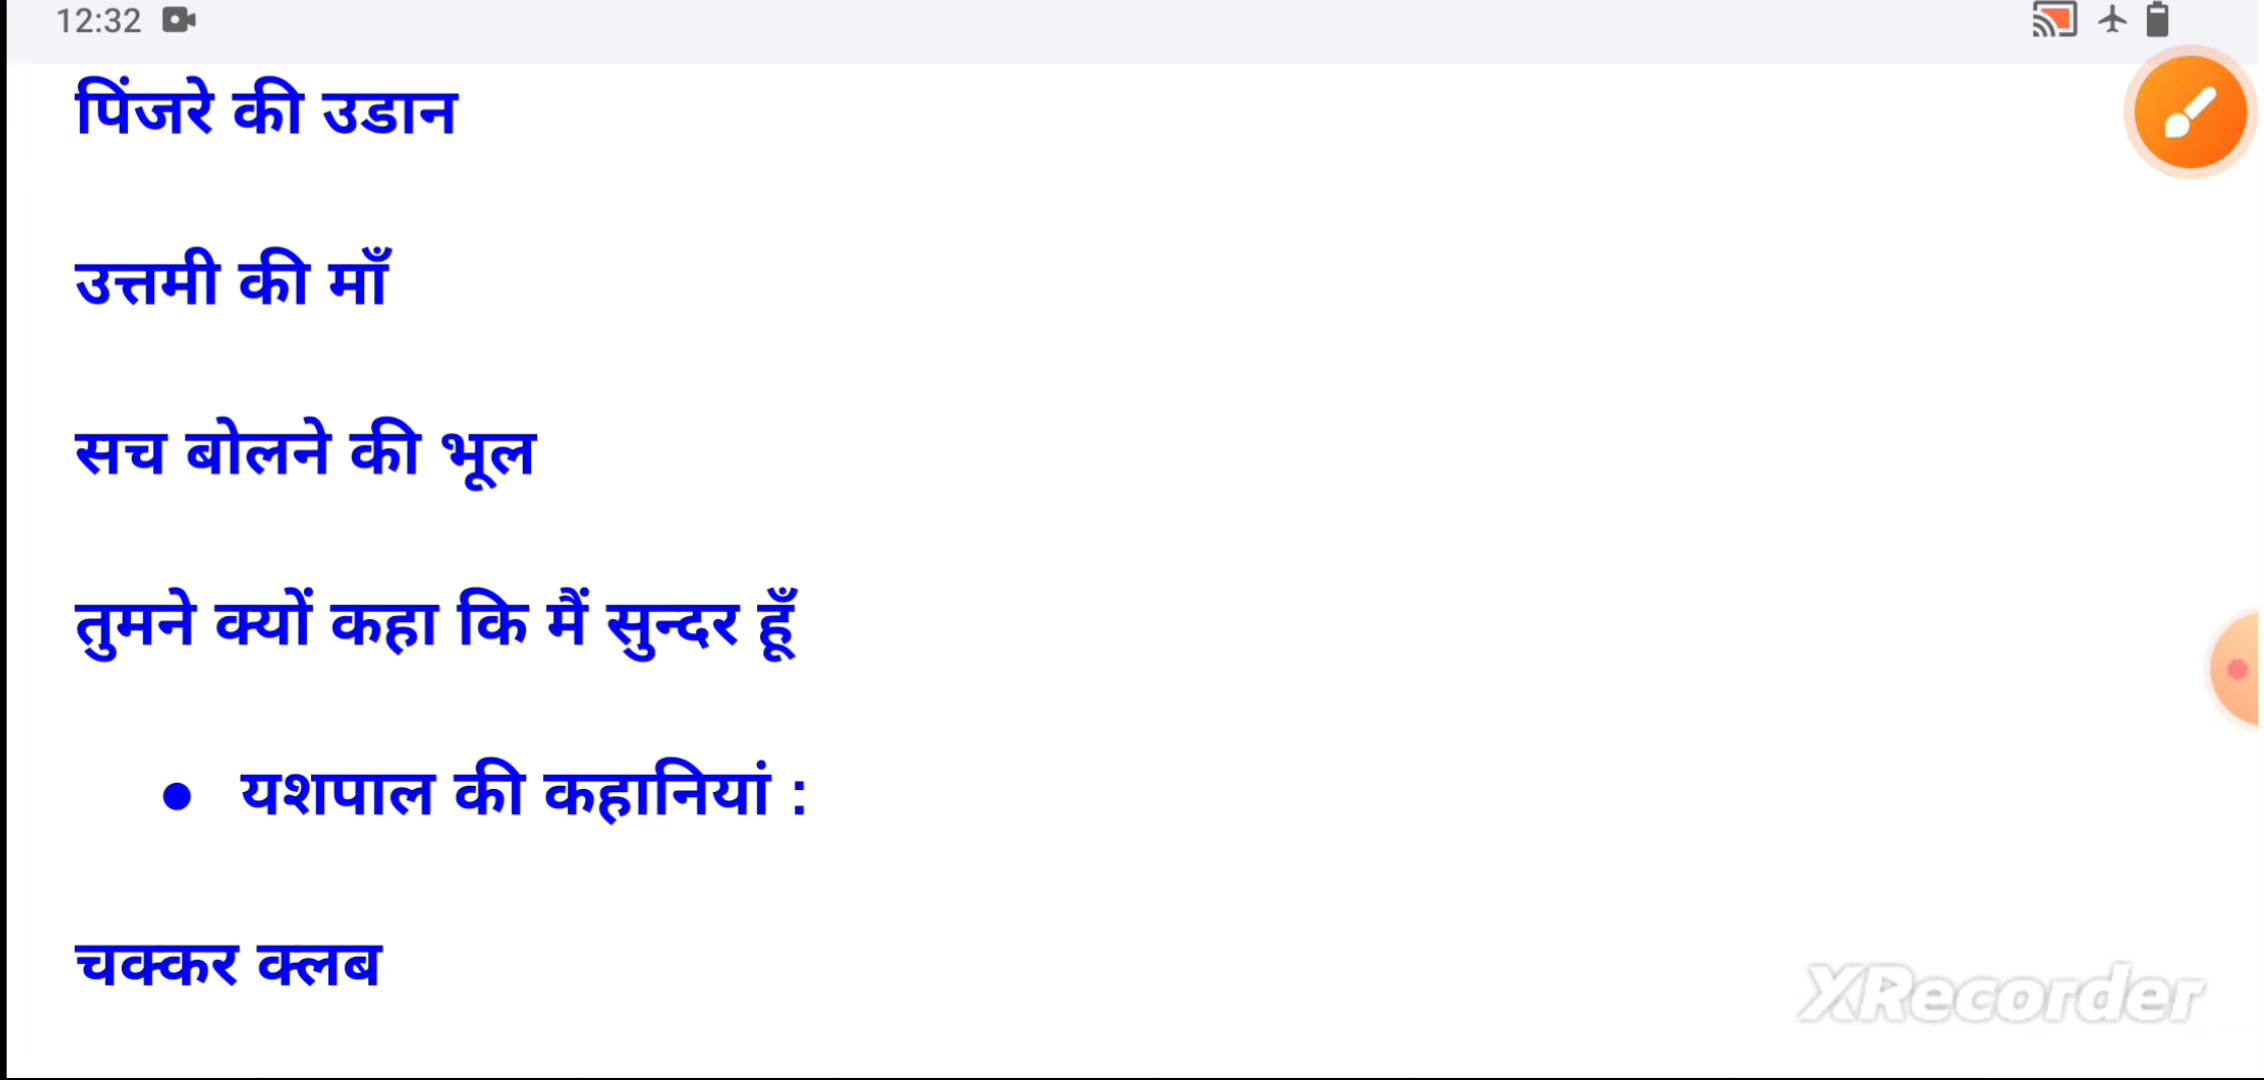 12:32
पिंजरे की उडान
उत्तमी की माँ
सच बोलने की भूल
तुमने क्यों कहा कि मैं सुन्दर हूँ
● यशपाल की कहानियां :
चक्कर क्लब
XRecorder